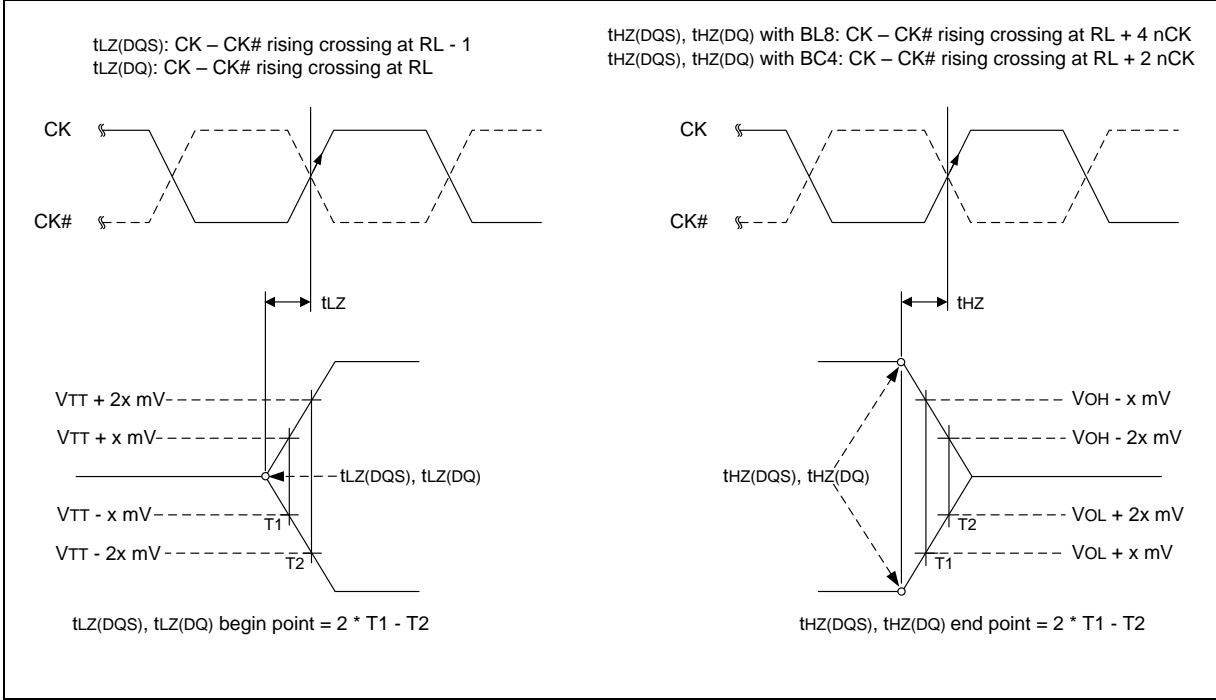 tLZ(DQS): CK – CK# rising crossing at RL - 1
tLZ(DQ): CK – CK# rising crossing at RL
tHZ(DQS), tHZ(DQ) with BL8: CK – CK# rising crossing at RL + 4 nCK
tHZ(DQS), tHZ(DQ) with BC4: CK – CK# rising crossing at RL + 2 nCK
CK
CK#
tLZ
VTT + 2x mV
VTT + x mV
tLZ(DQS), tLZ(DQ)
VTT - x mV
T1
VTT - 2x mV
T2
tLZ(DQS), tLZ(DQ) begin point = 2 * T1 - T2
CK
CK#
tHZ
VOH - x mV
VOH - 2x mV
tHZ(DQS), tHZ(DQ)
VOL + 2x mV
T2
VOL + x mV
T1
tHZ(DQS), tHZ(DQ) end point = 2 * T1 - T2